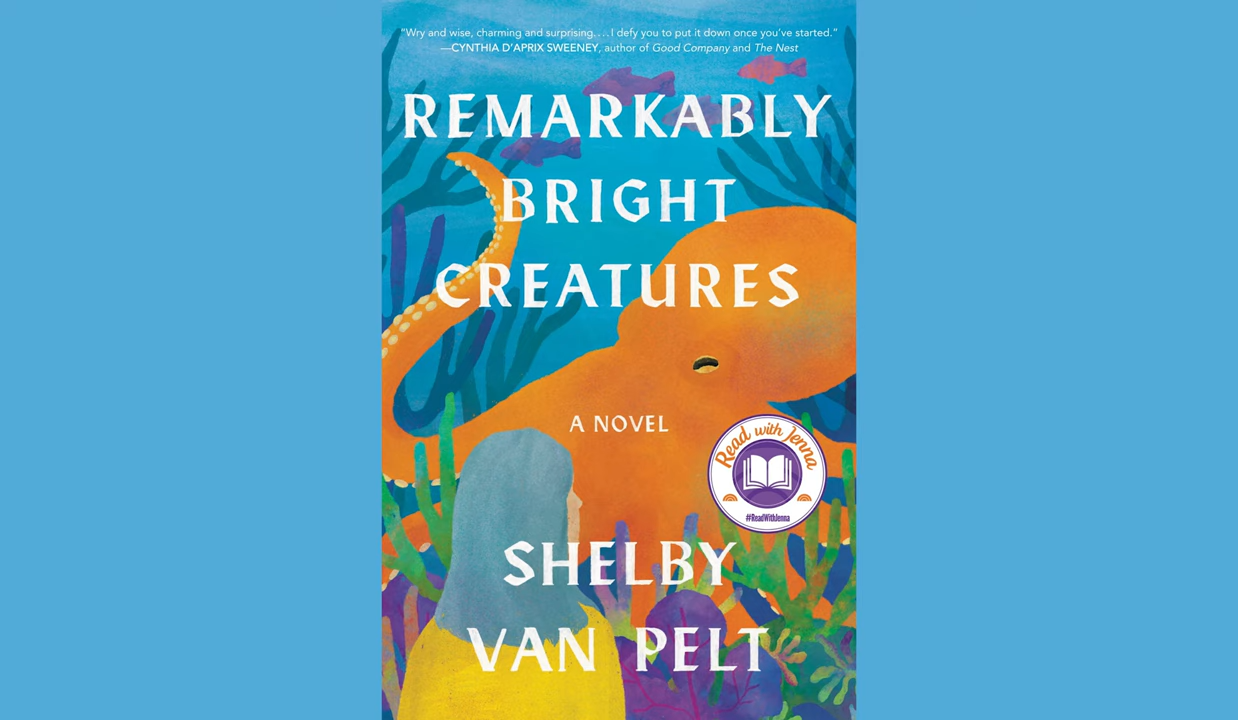 “Wry and wise, charming and surprising. . . . I defy you to put it down once you’ve started.”
—CYNTHIA D’APRIX SWEENEY, author of Good Company and The Nest
REMARKABLY
BRIGHT
CREATURES
A NOVEL
Read with Jenna
#ReadWithJenna
SHELBY
VAN PELT